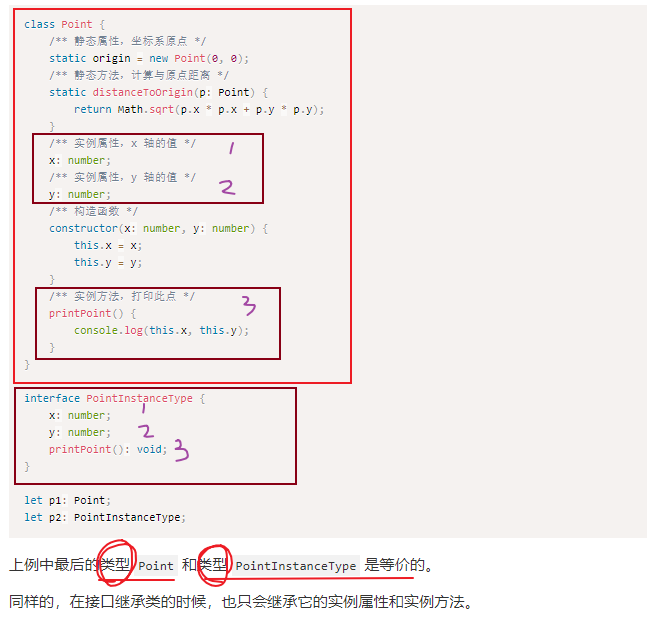 class Point {
    /** 静态属性，坐标系原点 */
    static origin = new Point(0, 0);
    /** 静态方法，计算与原点距离 */
    static distanceToOrigin(p: Point) {
        return Math.sqrt(p.x * p.x + p.y * p.y);
    }
    /** 实例属性，x 轴的值 */ 1
    x: number;
    /** 实例属性，y 轴的值 */ 2
    y: number;
    /** 构造函数 */
    constructor(x: number, y: number) {
        this.x = x;
        this.y = y;
    }
    /** 实例方法，打印此点 */ 3
    printPoint() {
        console.log(this.x, this.y);
    }
}
interface PointInstanceType {
    x: number; 1
    y: number; 2
    printPoint(): void; 3
}
let p1: Point;
let p2: PointInstanceType;
上例中最后的类型 Point 和类型 PointInstanceType 是等价的。
同样的，在接口继承类的时候，也只会继承它的实例属性和实例方法。